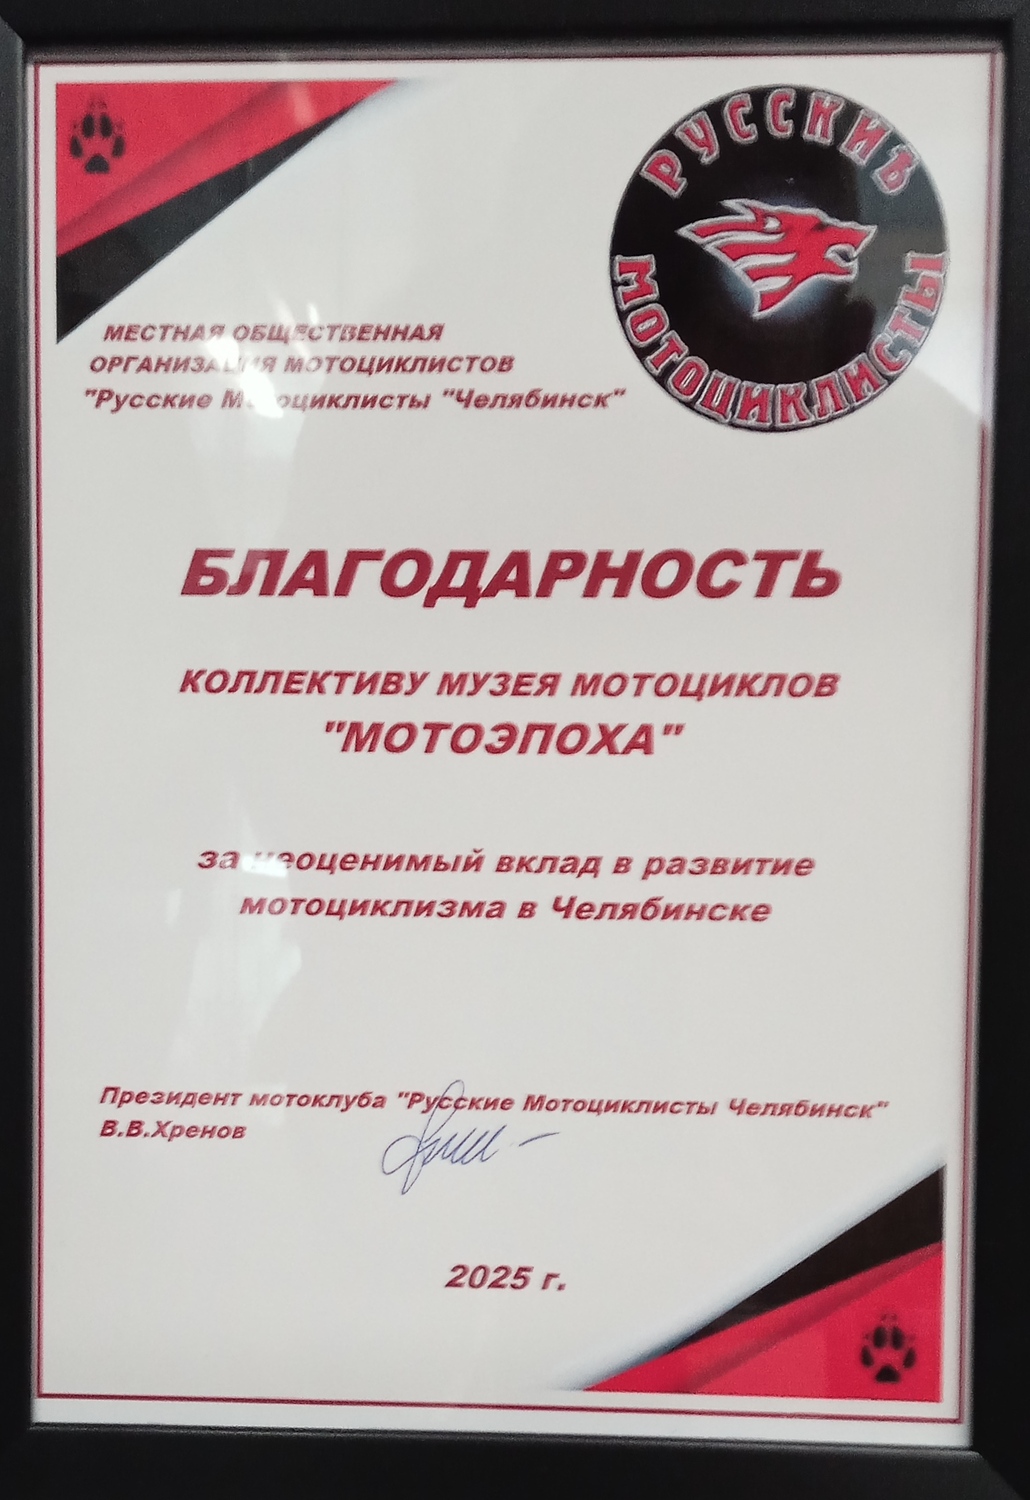 РУССКИЕ
МОТОЦИКЛИСТЫ
МЕСТНАЯ ОБЩЕСТВЕННАЯ
ОРГАНИЗАЦИЯ МОТОЦИКЛИСТОВ
"Русские Мотоциклисты "Челябинск"
БЛАГОДАРНОСТЬ
КОЛЛЕКТИВУ МУЗЕЯ МОТОЦИКЛОВ
"МОТОЭПОХА"
за неоценимый вклад в развитие
мотоциклизма в Челябинске
Президент мотоклуба "Русские Мотоциклисты Челябинск"
В.В.Хренов
2025 г.